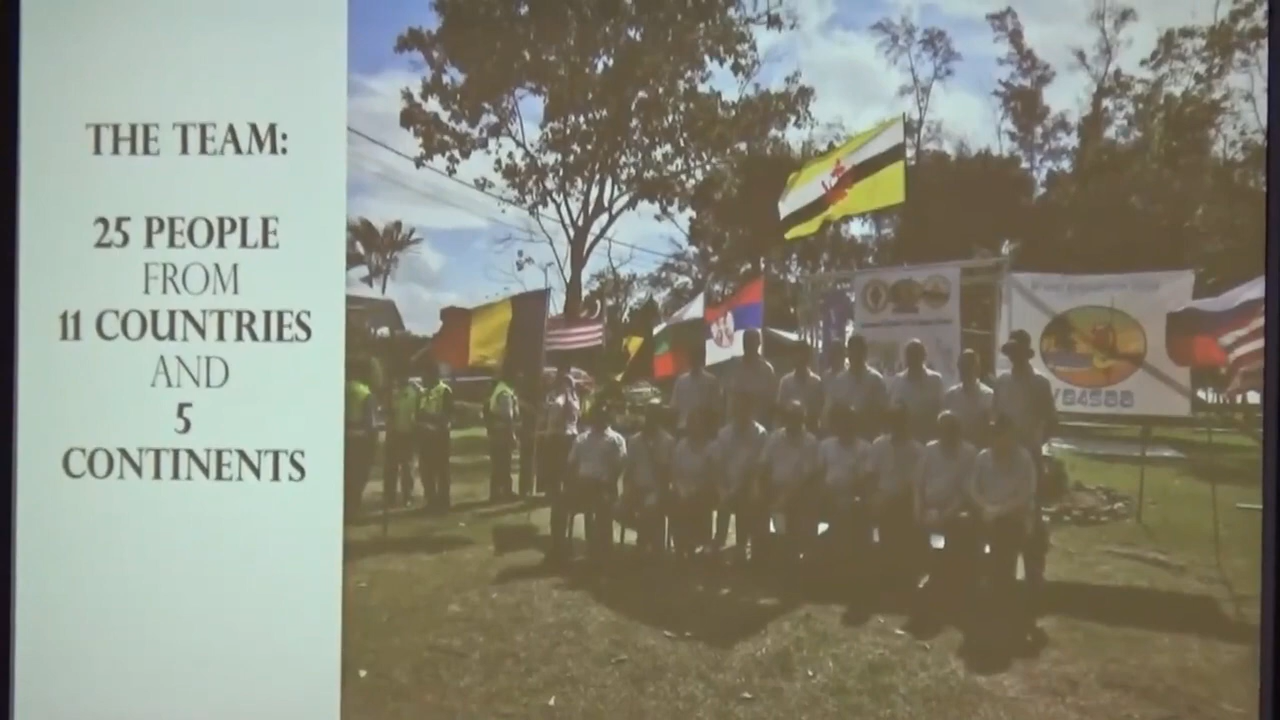 THE TEAM:
25 PEOPLE
FROM
11 COUNTRIES
AND
5
CONTINENTS